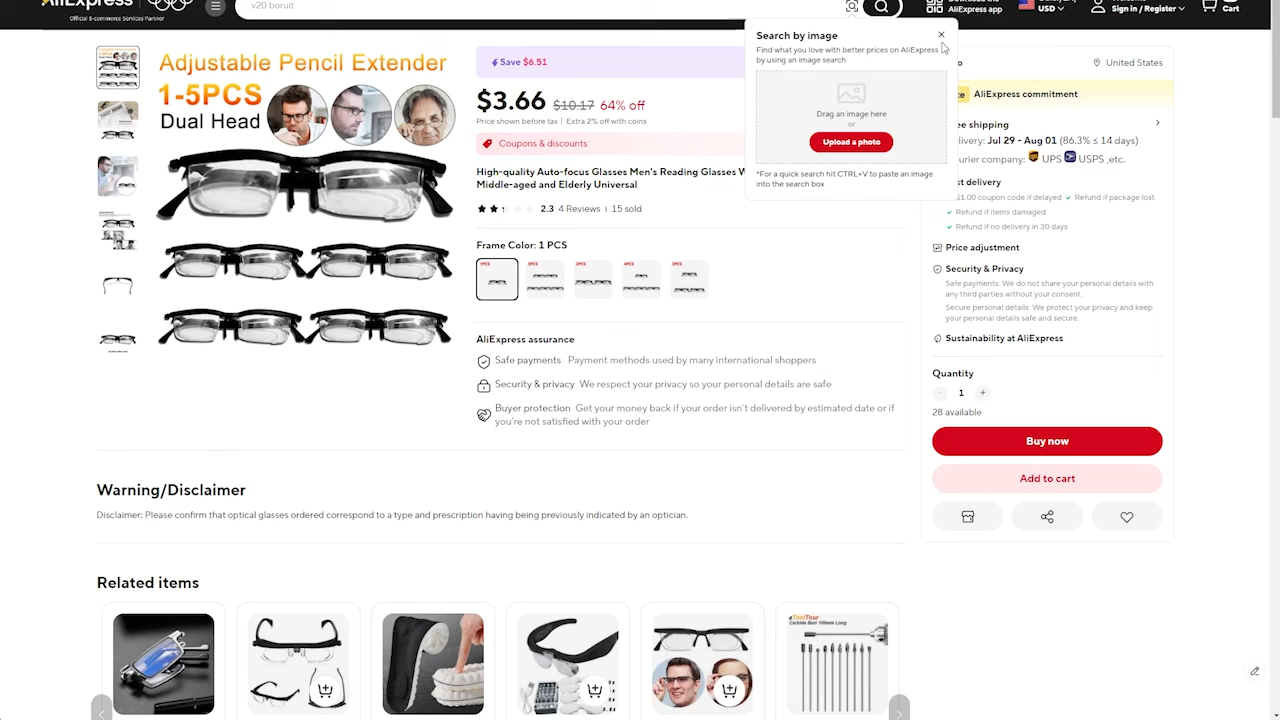 AliExpress
Official E-commerce Services Partner
v20 boruit
AliExpress app
USD
Sign in / Register
Cart
Search by image
Find what you love with better prices on AliExpress
by using an image search
Drag an image here
or
Upload a photo
*For a quick search hit CTRL+V to paste an image
into the search box
Adjustable Pencil Extender
1-5PCS
Dual Head
Save $6.51
$3.66 $10.17 64% off
Price shown before tax | Extra 2% off with coins
Coupons & discounts
High-quality Auto-focus Glasses Men's Reading Glasses
Middle-aged and Elderly Universal
2.3 4 Reviews | 15 sold
Frame Color: 1 PCS
1PCS
5PCS
2PCS
4PCS
3PCS
AliExpress assurance
Safe payments Payment methods used by many international shoppers
Security & privacy We respect your privacy so your personal details are safe
Buyer protection Get your money back if your order isn't delivered by estimated date or if
you're not satisfied with your order
United States
AliExpress commitment
shipping
Jul 29 - Aug 01 (86.3% ≤ 14 days)
company: UPS USPS ,etc.
delivery
$1.00 coupon code if delayed Refund if package lost
Refund if items damaged
Refund if no delivery in 30 days
Price adjustment
Security & Privacy
Safe payments: We do not share your personal details with
any third parties without your consent.
Secure personal details: We protect your privacy and keep
your personal details safe and secure.
Sustainability at AliExpress
Quantity
1
28 available
Buy now
Add to cart
Warning/Disclaimer
Disclaimer: Please confirm that optical glasses ordered correspond to a type and prescription having being previously indicated by an optician.
Related items
aToolTour
Carbide Burr 100mm Long